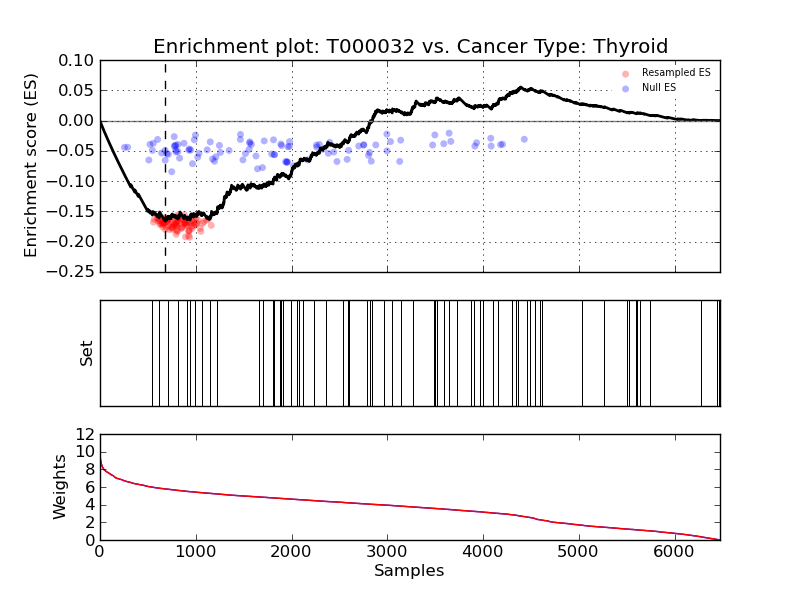 Enrichment plot: T000032 vs. Cancer Type: Thyroid
Enrichment score (ES)
0.10
0.05
0.00
−0.05
−0.10
−0.15
−0.20
−0.25
Resampled ES
Null ES
Set
Weights
12
10
8
6
4
2
0
0 1000 2000 3000 4000 5000 6000
Samples